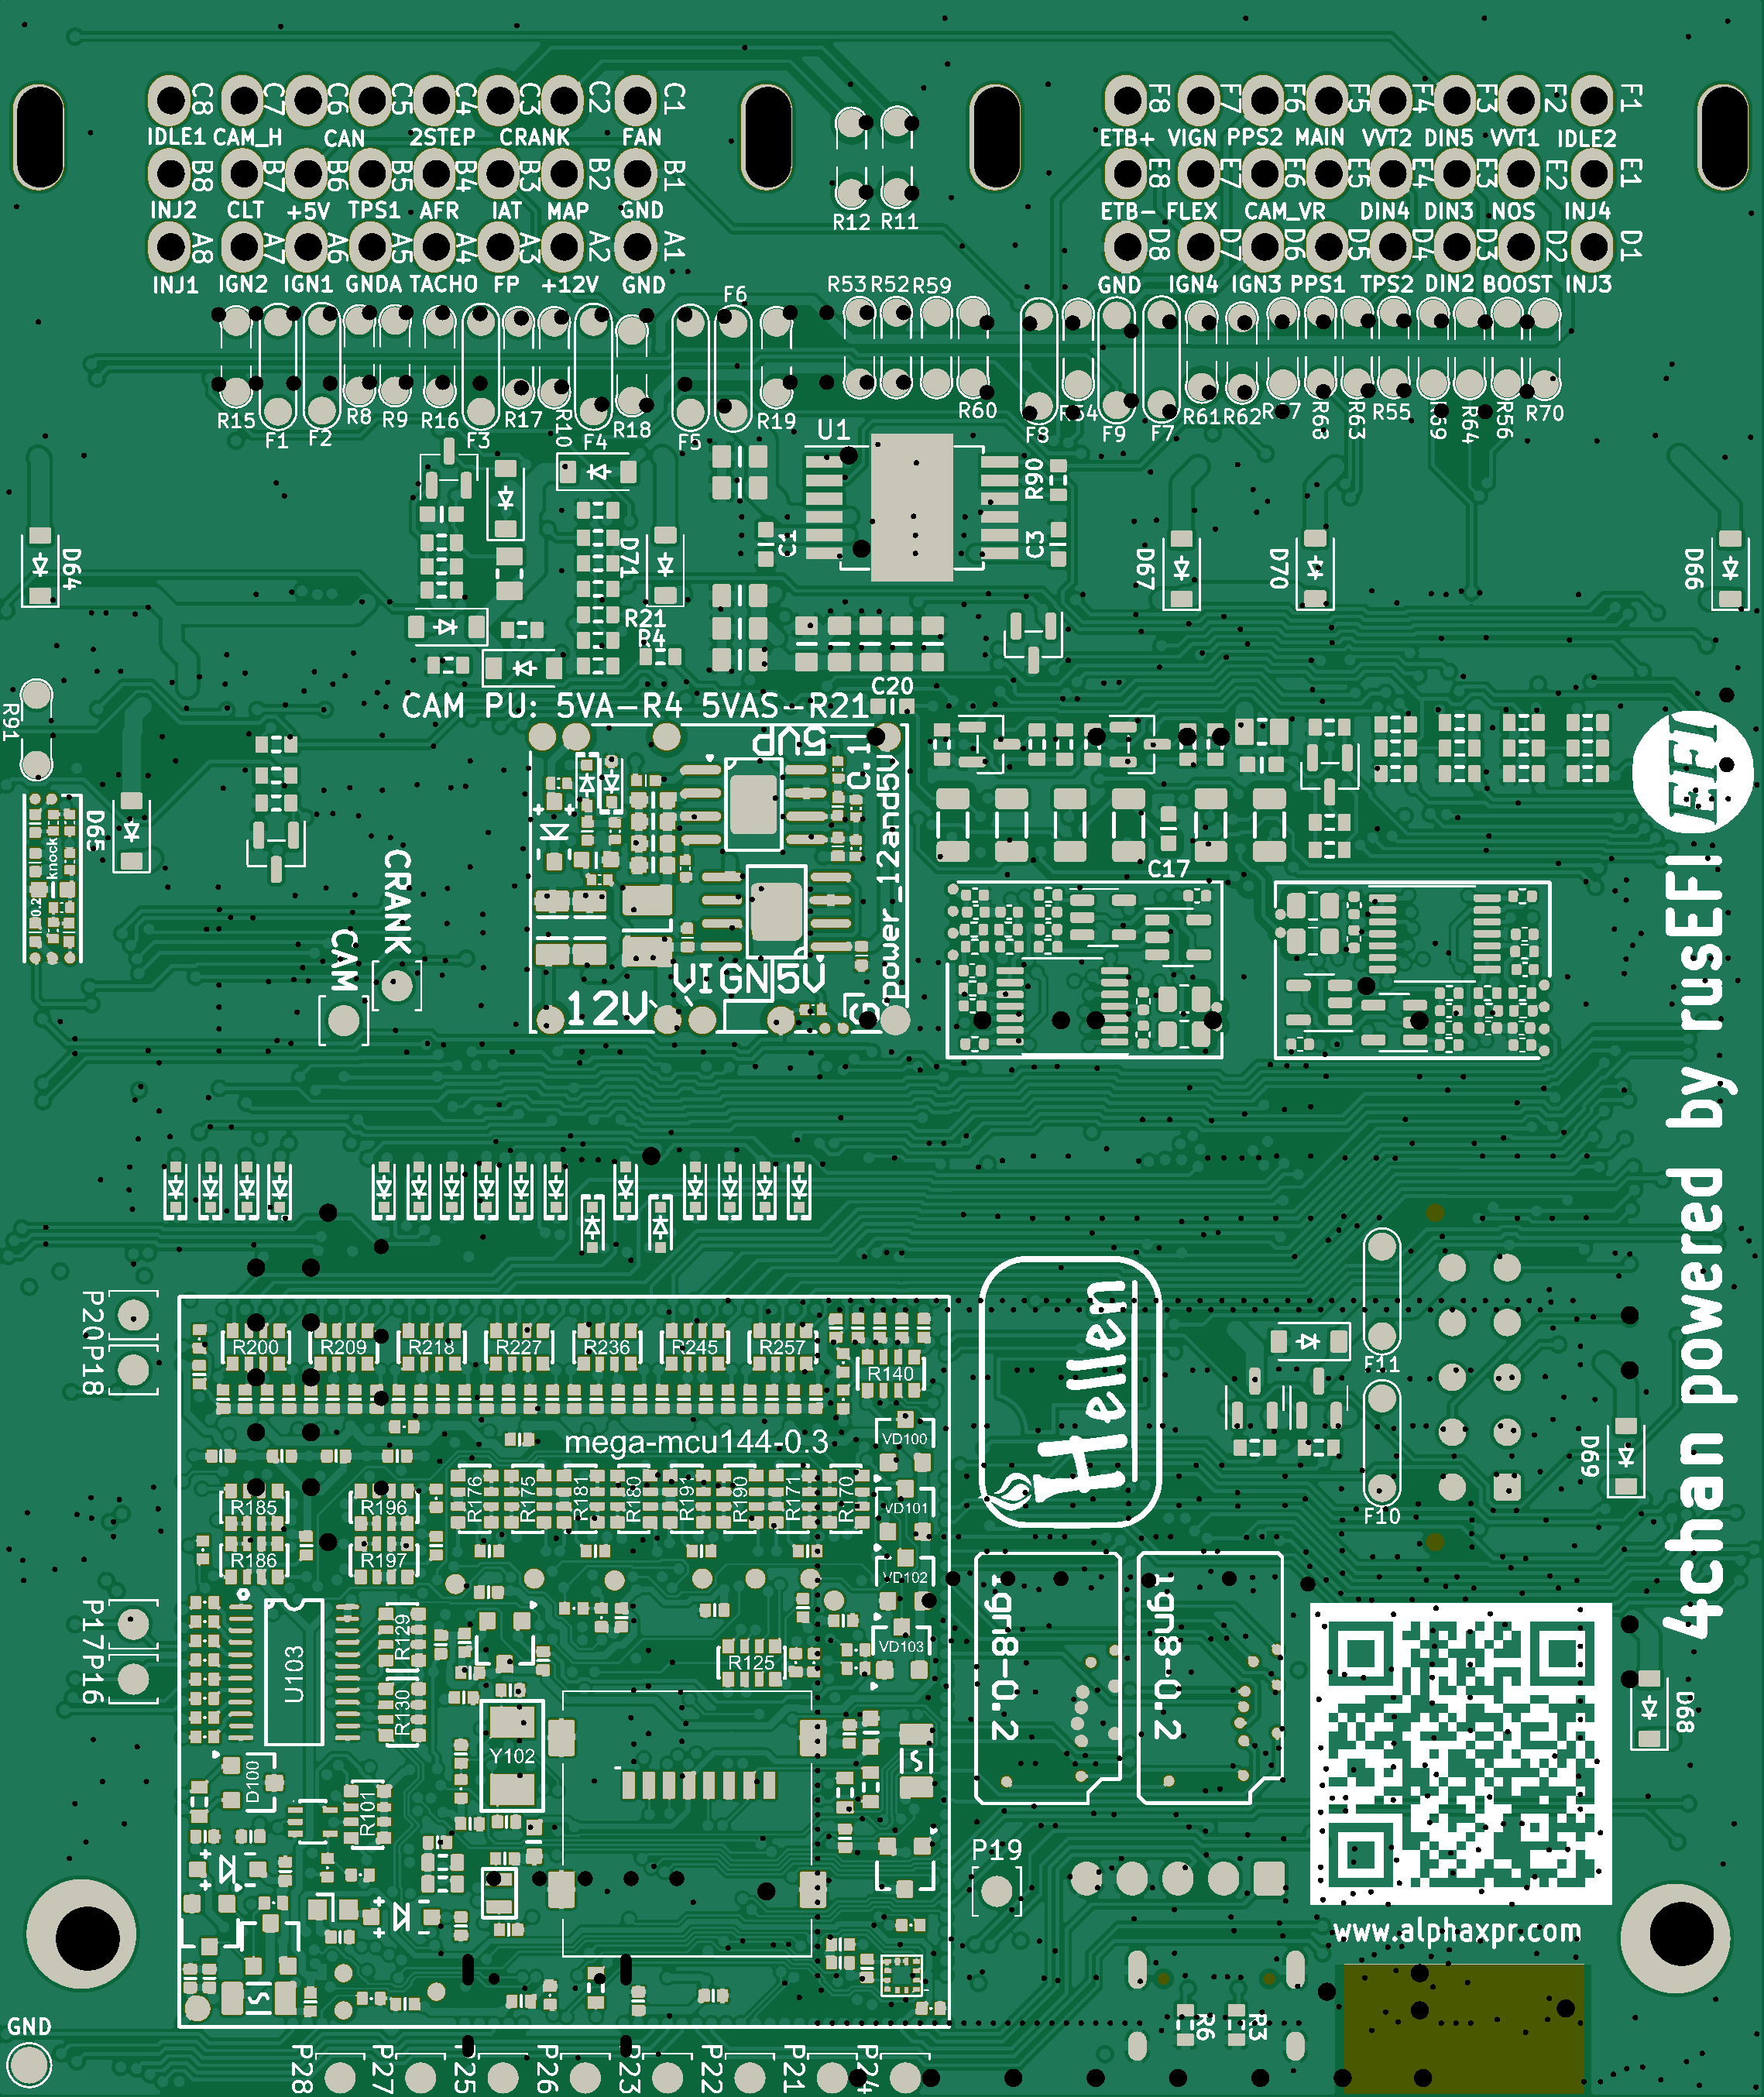 C8 C7 C6 C5 C4 C3 C2 C1
IDLE1 CAM_H CAN 2STEP CRANK FAN
B8 B7 B6 B5 B4 B3 B2 B1
INJ2 CLT +5V TPS1 AFR IAT MAP GND
A8 A7 A6 A5 A4 A3 A2 A1
INJ1 IGN2 IGN1 GNDA TACHO FP +12V GND
F8 F7 F6 F5 F4 F3 F2 F1
ETB+ VIGN PPS2 MAIN VVT2 DIN5 VVT1 IDLE2
E8 E7 E6 E5 E4 E3 E2 E1
ETB- FLEX CAM_VR DIN4 DIN3 NOS INJ4
D8 D7 D6 D5 D4 D3 D2 D1
GND IGN4 IGN3 PPS1 TPS2 DIN2 BOOST INJ3
R12 R11
F6
R53 R52 R59
R15 F1 F2 R8 R9 R16 F3 R17 R10 F4 R18 F5 R19
R60 F8 F9 F7 R61 R62 R68 R63 R55 R69 R64 R56 R70
U1
R90
C1
C3
D64
D71
D67
D70
D66
R21
R4
C20
CAM PU: 5VA-R4 5VAS-R21
R91
5VP
0.1
power_12and5V
D65
knock
0.2
CRANK
CAM
VIGN 5V
12V
C17
EFI
4chan powered by rusEFI
P20 P18
R200 R209 R218 R227 R236 R245 R257
R140
mega-mcu144-0.3
VD100
R176 R175 R181 R180 R191 R190 R171 R170
VD101
R185 R196
R186 R197
VD102
Hellen
F11
F10
D69
P17 P16
U103
R129
R130
R125
VD103
ign8-0.2
ign8-0.2
Y102
D100
R101
D68
P19
www.alphaxpr.com
R6
R3
GND
P28 P27 P25 P26 P23 P22 P21 P24